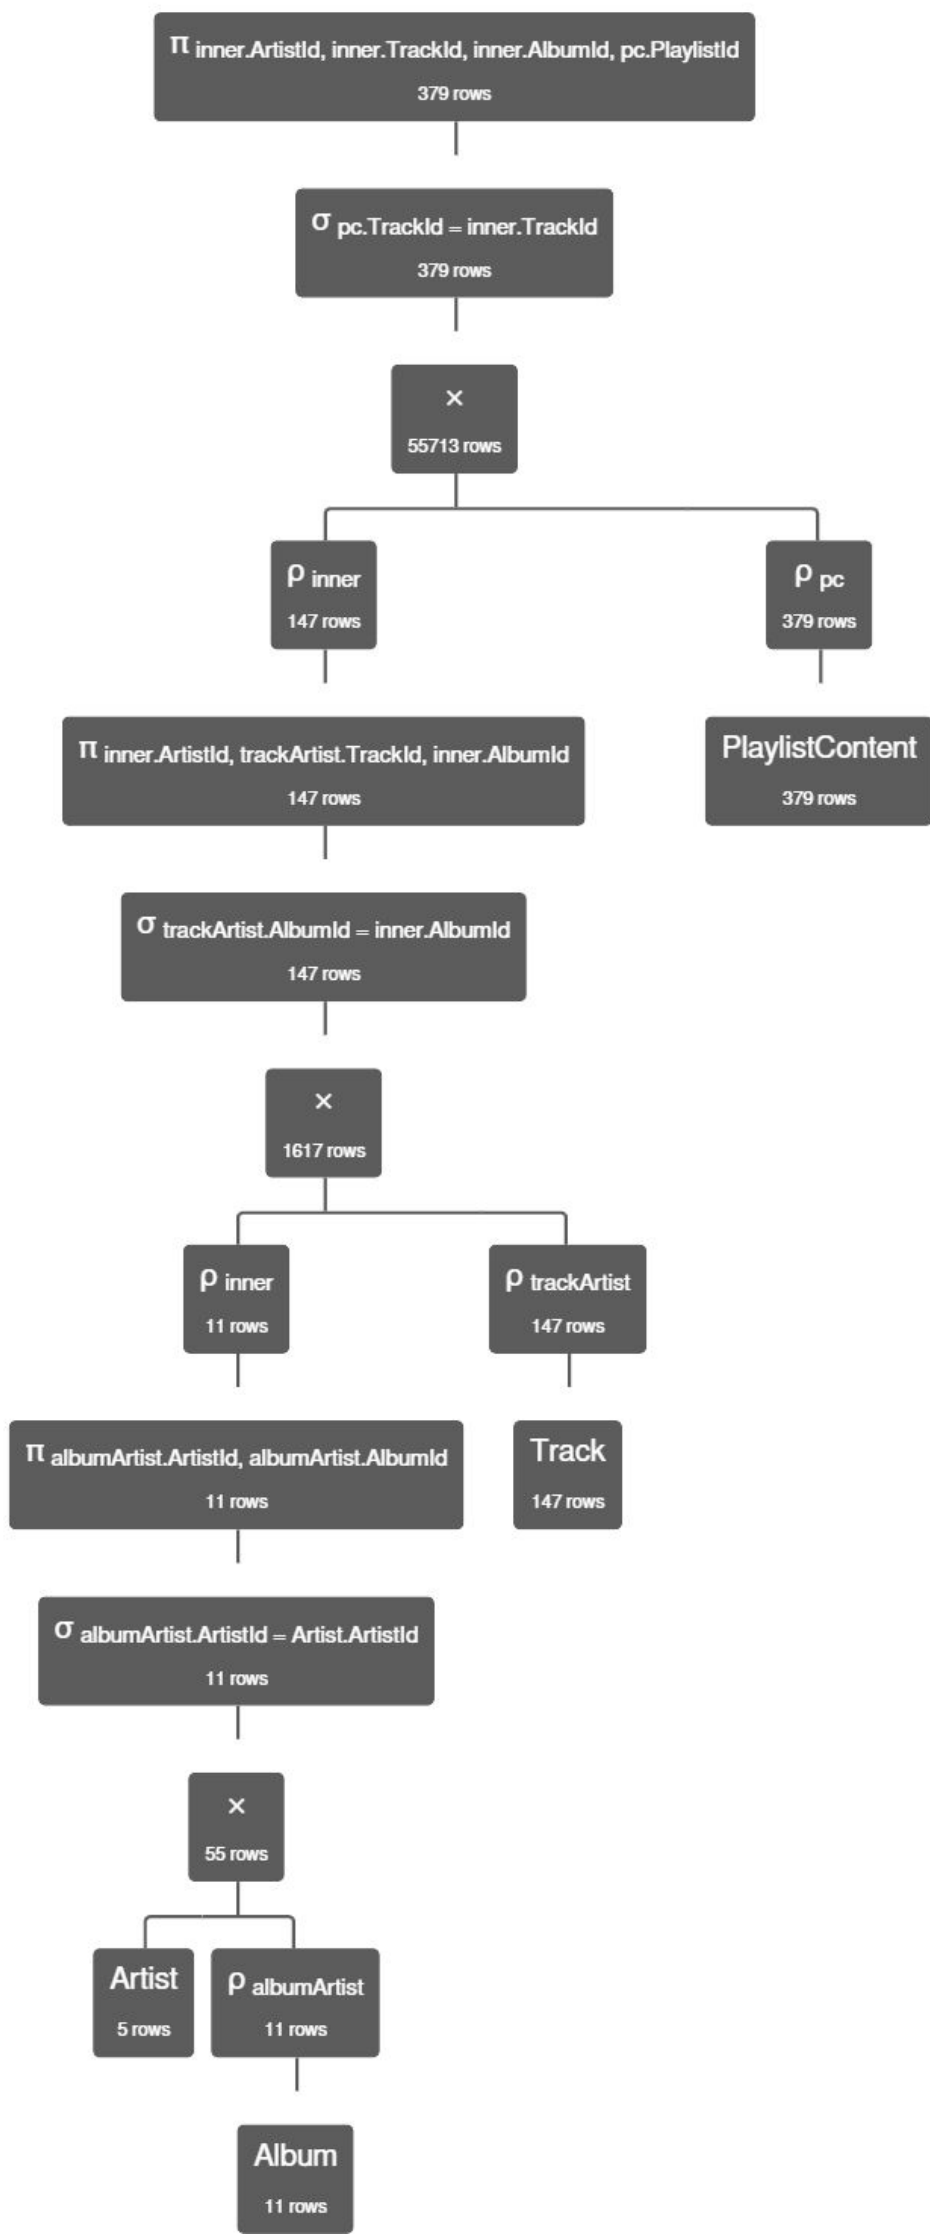 π inner.ArtistId, inner.TrackId, inner.AlbumId, pc.PlaylistId
379 rows
σ pc.TrackId = inner.TrackId
379 rows
×
55713 rows
ρ inner
147 rows
ρ pc
379 rows
π inner.ArtistId, trackArtist.TrackId, inner.AlbumId
147 rows
PlaylistContent
379 rows
σ trackArtist.AlbumId = inner.AlbumId
147 rows
×
1617 rows
ρ inner
11 rows
ρ trackArtist
147 rows
π albumArtist.ArtistId, albumArtist.AlbumId
11 rows
Track
147 rows
σ albumArtist.ArtistId = Artist.ArtistId
11 rows
×
55 rows
Artist
5 rows
ρ albumArtist
11 rows
Album
11 rows